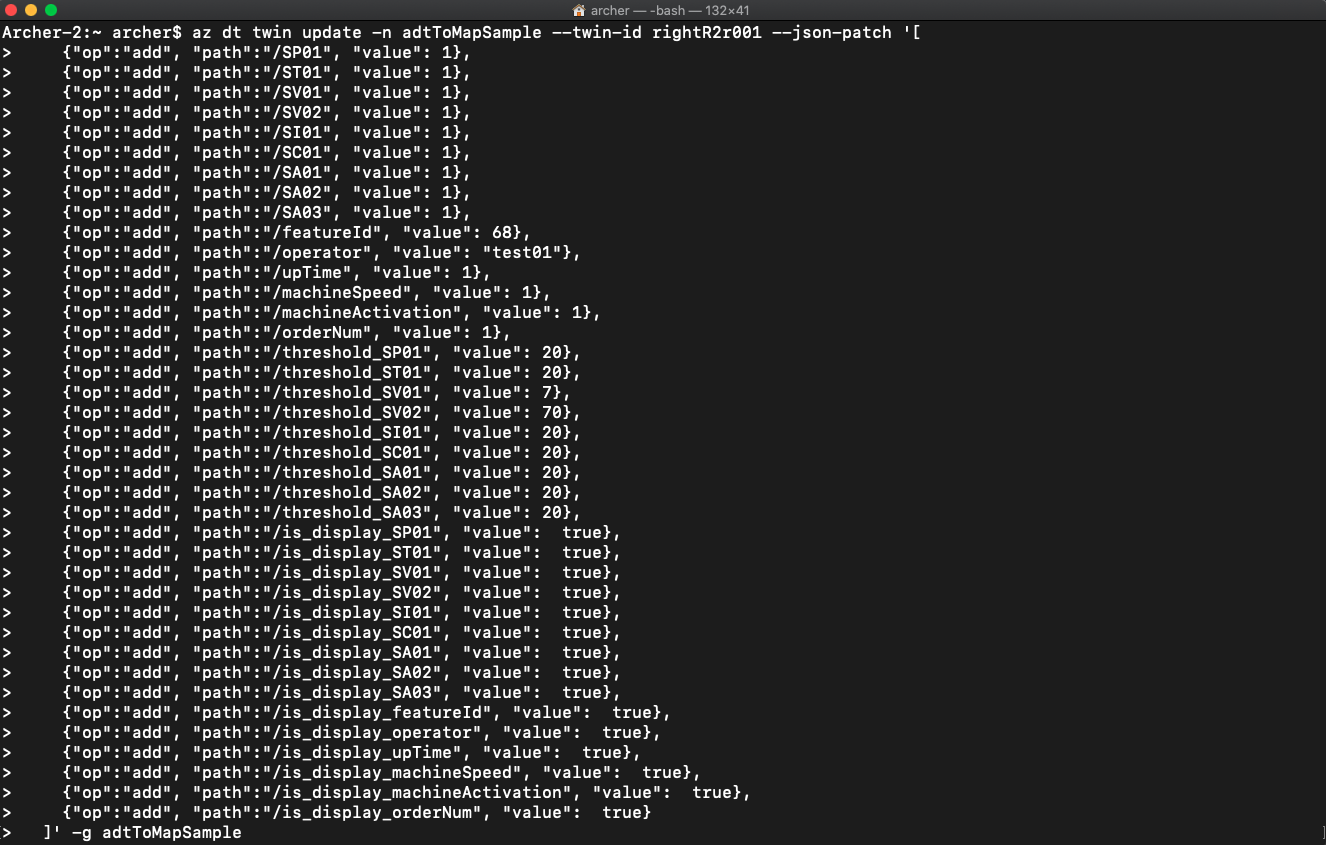 archer — -bash — 132×41
Archer-2:~ archer$ az dt twin update -n adtToMapSample --twin-id rightR2r001 --json-patch '[
>     {"op":"add", "path":"/SP01", "value": 1},
>     {"op":"add", "path":"/ST01", "value": 1},
>     {"op":"add", "path":"/SV01", "value": 1},
>     {"op":"add", "path":"/SV02", "value": 1},
>     {"op":"add", "path":"/SI01", "value": 1},
>     {"op":"add", "path":"/SC01", "value": 1},
>     {"op":"add", "path":"/SA01", "value": 1},
>     {"op":"add", "path":"/SA02", "value": 1},
>     {"op":"add", "path":"/SA03", "value": 1},
>     {"op":"add", "path":"/featureId", "value": 68},
>     {"op":"add", "path":"/operator", "value": "test01"},
>     {"op":"add", "path":"/upTime", "value": 1},
>     {"op":"add", "path":"/machineSpeed", "value": 1},
>     {"op":"add", "path":"/machineActivation", "value": 1},
>     {"op":"add", "path":"/orderNum", "value": 1},
>     {"op":"add", "path":"/threshold_SP01", "value": 20},
>     {"op":"add", "path":"/threshold_ST01", "value": 20},
>     {"op":"add", "path":"/threshold_SV01", "value": 7},
>     {"op":"add", "path":"/threshold_SV02", "value": 70},
>     {"op":"add", "path":"/threshold_SI01", "value": 20},
>     {"op":"add", "path":"/threshold_SC01", "value": 20},
>     {"op":"add", "path":"/threshold_SA01", "value": 20},
>     {"op":"add", "path":"/threshold_SA02", "value": 20},
>     {"op":"add", "path":"/threshold_SA03", "value": 20},
>     {"op":"add", "path":"/is_display_SP01", "value":  true},
>     {"op":"add", "path":"/is_display_ST01", "value":  true},
>     {"op":"add", "path":"/is_display_SV01", "value":  true},
>     {"op":"add", "path":"/is_display_SV02", "value":  true},
>     {"op":"add", "path":"/is_display_SI01", "value":  true},
>     {"op":"add", "path":"/is_display_SC01", "value":  true},
>     {"op":"add", "path":"/is_display_SA01", "value":  true},
>     {"op":"add", "path":"/is_display_SA02", "value":  true},
>     {"op":"add", "path":"/is_display_SA03", "value":  true},
>     {"op":"add", "path":"/is_display_featureId", "value":  true},
>     {"op":"add", "path":"/is_display_operator", "value":  true},
>     {"op":"add", "path":"/is_display_upTime", "value":  true},
>     {"op":"add", "path":"/is_display_machineSpeed", "value":  true},
>     {"op":"add", "path":"/is_display_machineActivation", "value":  true},
>     {"op":"add", "path":"/is_display_orderNum", "value":  true}
>   ]' -g adtToMapSample